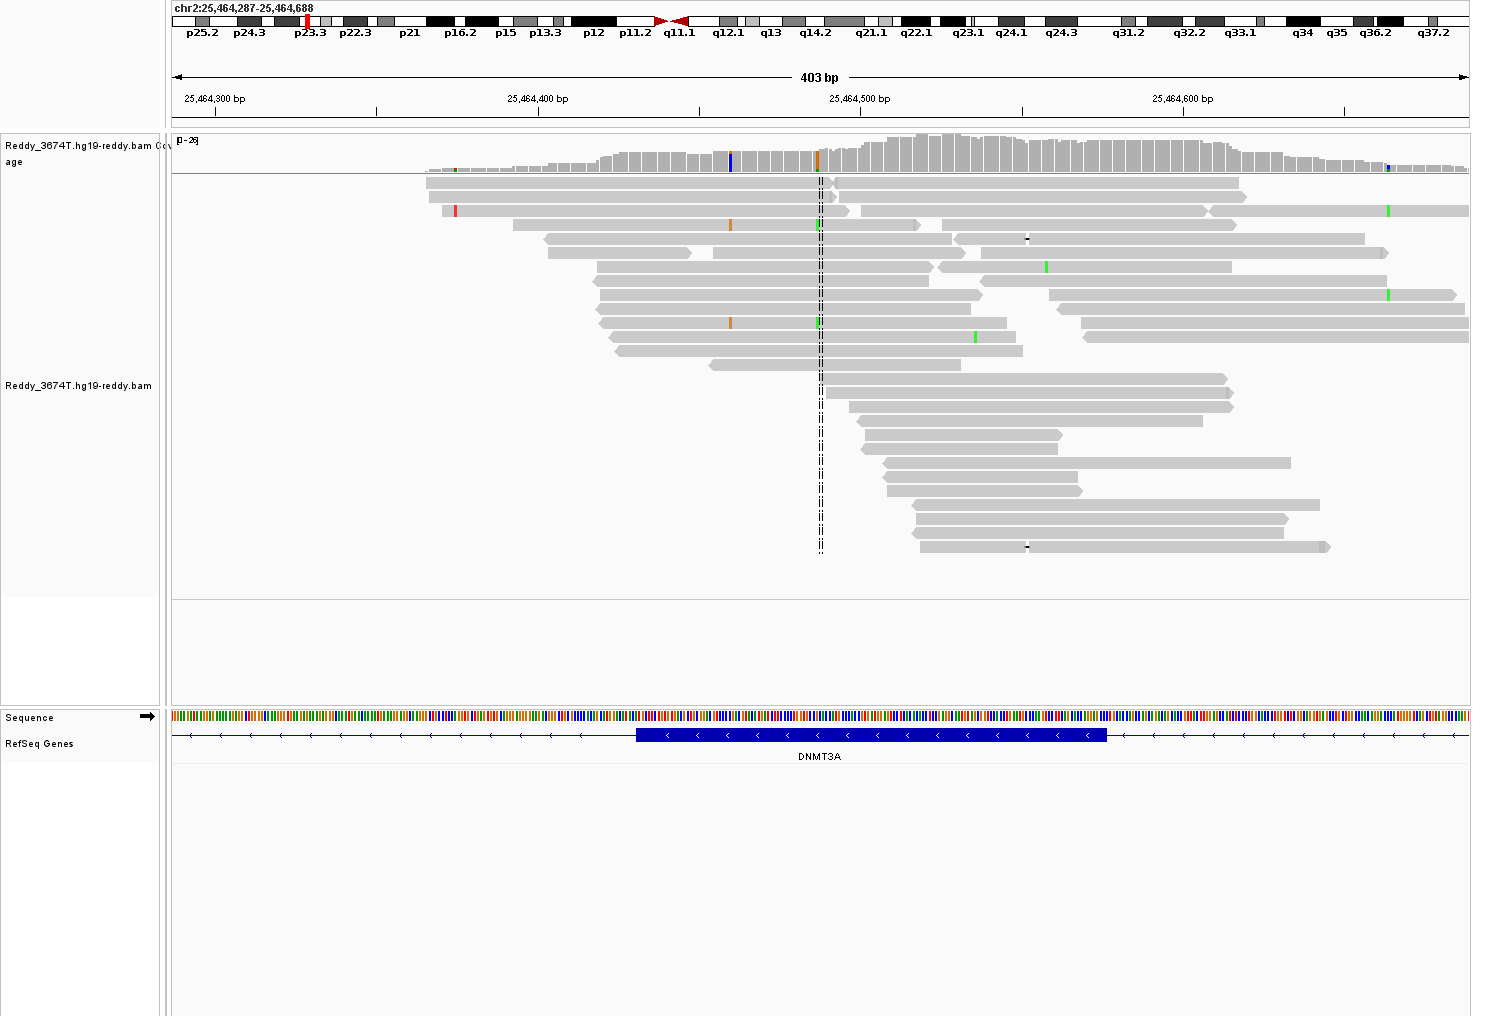 chr2:25,464,287-25,464,688
p25.2 p24.3 p23.3 p22.3 p21 p16.2 p15 p13.3 p12 p11.2 q11.1 q12.1 q13 q14.2 q21.1 q22.1 q23.1 q24.1 q24.3 q31.2 q32.2 q33.1 q34 q35 q36.2 q37.2
403 bp
25,464,300 bp 25,464,400 bp 25,464,500 bp 25,464,600 bp
Reddy_3674T.hg19-reddy.bam Cov
age
[0-26]
Reddy_3674T.hg19-reddy.bam
Sequence
RefSeq Genes
DNMT3A